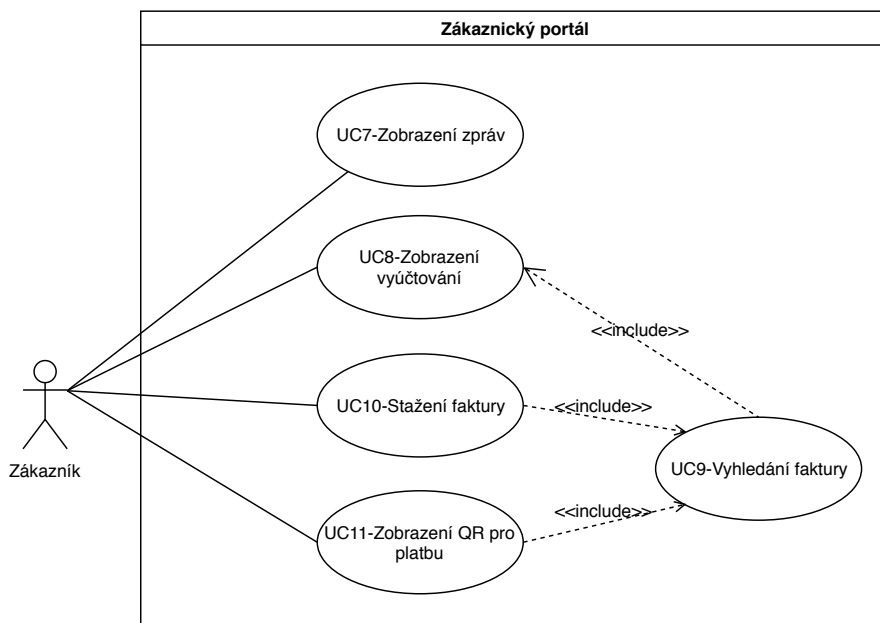 Zákaznický portál
UC7-Zobrazení zpráv
UC8-Zobrazení
vyúčtování
<<include>>
UC10-Stažení faktury
<<include>>
UC9-Vyhledání faktury
Zákazník
<<include>>
UC11-Zobrazení QR pro
platbu